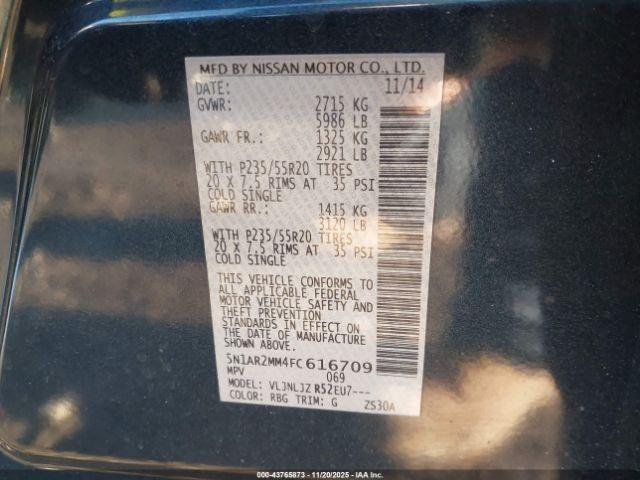 MFD BY NISSAN MOTOR CO., LTD.
DATE: 11/14
GVWR: 2715 KG
5986 LB
GAWR FR.: 1325 KG
2921 LB
WITH P235/55R20 TIRES
20 X 7.5 RIMS AT 35 PSI
COLD SINGLE
GAWR RR.: 1415 KG
3120 LB
WITH P235/55R20 TIRES
20 X 7.5 RIMS AT 35 PSI
COLD SINGLE
THIS VEHICLE CONFORMS TO
ALL APPLICABLE FEDERAL
MOTOR VEHICLE SAFETY AND
THEFT PREVENTION
STANDARDS IN EFFECT ON
THE DATE OF MANUFACTURE
SHOWN ABOVE.
5N1AR2MM4FC616709
MPV 069
MODEL: VLJNLJZ R52EU7---
COLOR: RBG TRIM: G ZS30A
000-43765873 | 11/20/2025 - IAA Inc.